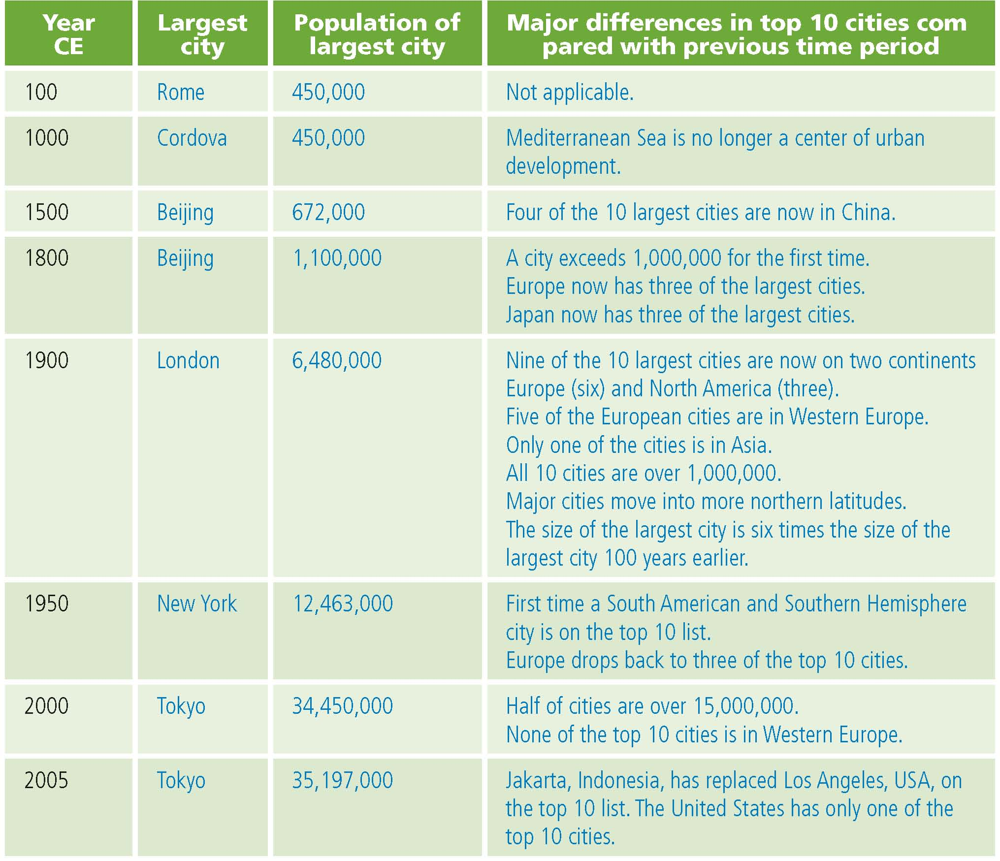 Year
CE
Largest
city
Population of
largest city
Major differences in top 10 cities com
pared with previous time period
100
Rome
450,000
Not applicable.
1000
Cordova
450,000
Mediterranean Sea is no longer a center of urban
development.
1500
Beijing
672,000
Four of the 10 largest cities are now in China.
1800
Beijing
1,100,000
A city exceeds 1,000,000 for the first time.
Europe now has three of the largest cities.
Japan now has three of the largest cities.
1900
London
6,480,000
Nine of the 10 largest cities are now on two continents
Europe (six) and North America (three).
Five of the European cities are in Western Europe.
Only one of the cities is in Asia.
All 10 cities are over 1,000,000.
Major cities move into more northern latitudes.
The size of the largest city is six times the size of the
largest city 100 years earlier.
1950
New York
12,463,000
First time a South American and Southern Hemisphere
city is on the top 10 list.
Europe drops back to three of the top 10 cities.
2000
Tokyo
34,450,000
Half of cities are over 15,000,000.
None of the top 10 cities is in Western Europe.
2005
Tokyo
35,197,000
Jakarta, Indonesia, has replaced Los Angeles, USA, on
the top 10 list. The United States has only one of the
top 10 cities.